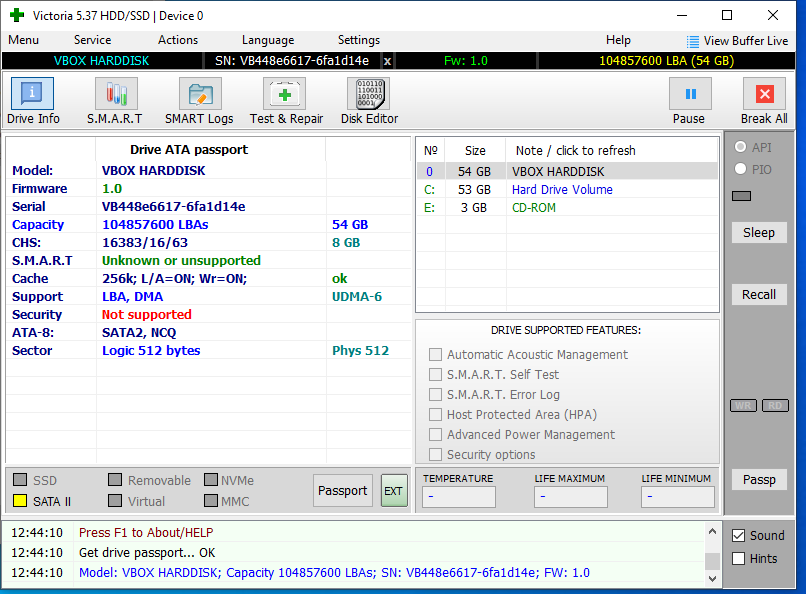 Victoria 5.37 HDD/SSD | Device 0
Menu Service Actions Language Settings Help View Buffer Live
VBOX HARDDISK SN: VB448e6617-6fa1d14e x Fw: 1.0 104857600 LBA (54 GB)
Drive Info S.M.A.R.T SMART Logs Test & Repair Disk Editor Pause Break All
Drive ATA passport
Model: VBOX HARDDISK
Firmware 1.0
Serial VB448e6617-6fa1d14e
Capacity 104857600 LBAs 54 GB
CHS: 16383/16/63 8 GB
S.M.A.R.T Unknown or unsupported
Cache 256k; L/A=ON; Wr=ON; ok
Support LBA, DMA UDMA-6
Security Not supported
ATA-8: SATA2, NCQ
Sector Logic 512 bytes Phys 512
SSD Removable NVMe
SATA II Virtual MMC
Passport EXT
№ Size Note / click to refresh
0 54 GB VBOX HARDDISK
C: 53 GB Hard Drive Volume
E: 3 GB CD-ROM
DRIVE SUPPORTED FEATURES:
Automatic Acoustic Management
S.M.A.R.T. Self Test
S.M.A.R.T. Error Log
Host Protected Area (HPA)
Advanced Power Management
Security options
TEMPERATURE LIFE MAXIMUM LIFE MINIMUM
- - -
API
PIO
Sleep
Recall
WR RD
Passp
Sound
Hints
12:44:10 Press F1 to About/HELP
12:44:10 Get drive passport... OK
12:44:10 Model: VBOX HARDDISK; Capacity 104857600 LBAs; SN: VB448e6617-6fa1d14e; FW: 1.0